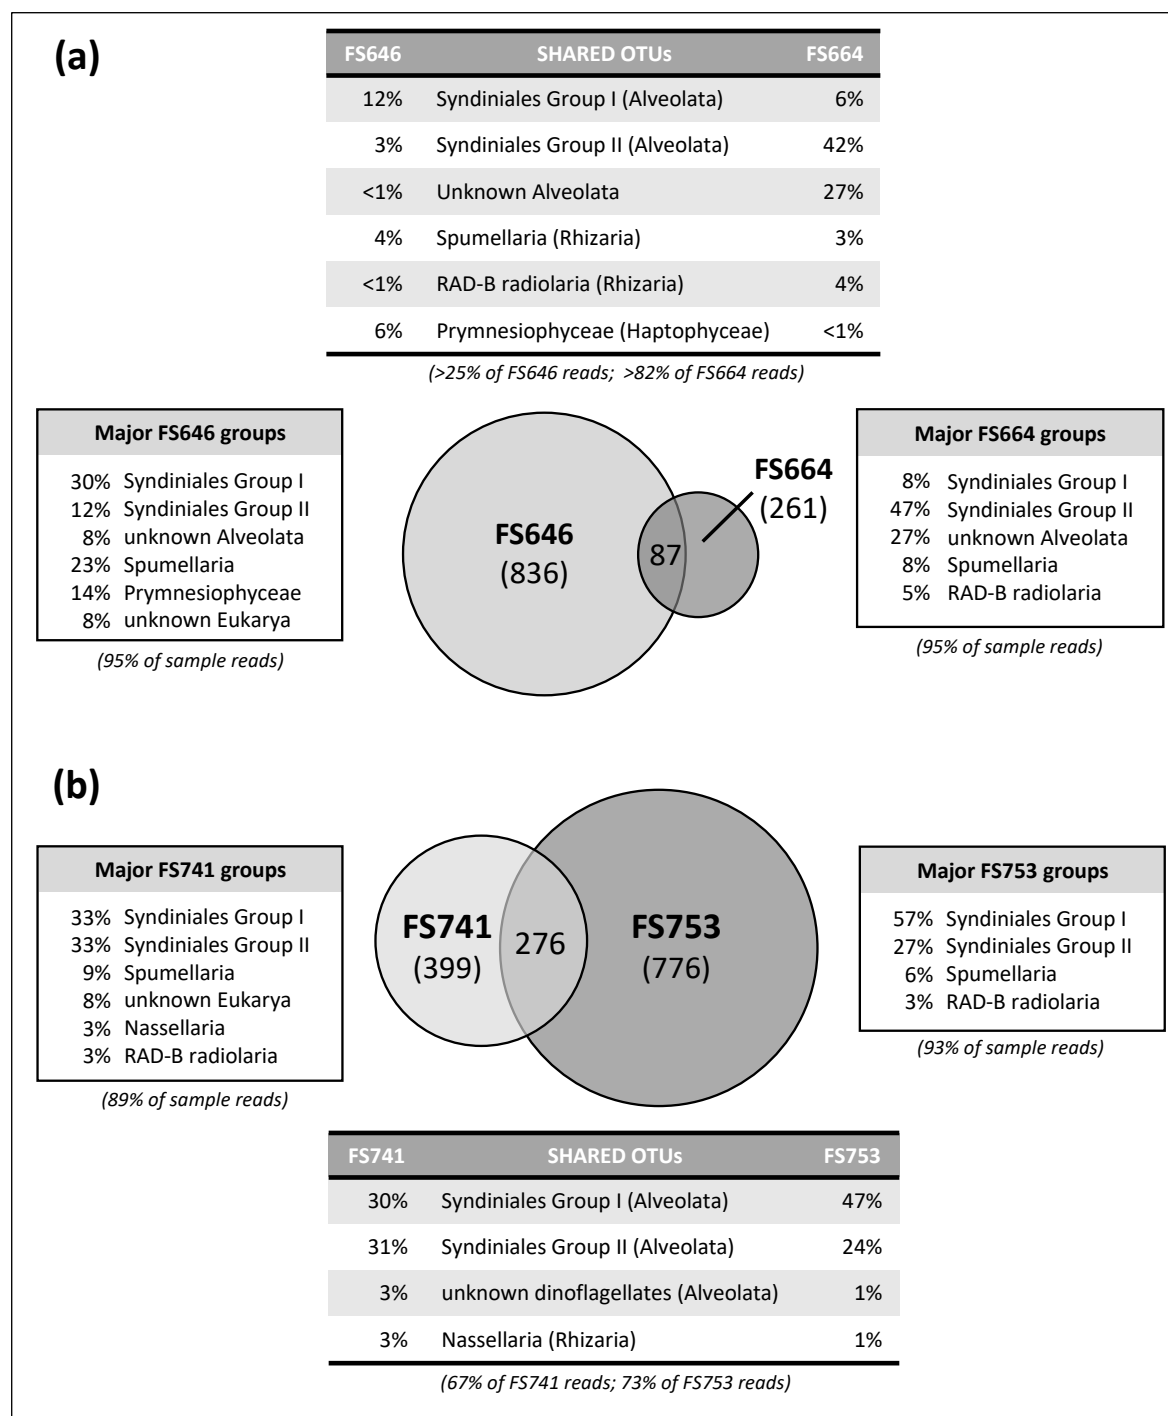 (a)
FS646 SHARED OTUs FS664
12% Syndiniales Group I (Alveolata) 6%
3% Syndiniales Group II (Alveolata) 42%
<1% Unknown Alveolata 27%
4% Spumellaria (Rhizaria) 3%
<1% RAD-B radiolaria (Rhizaria) 4%
6% Prymnesiophyceae (Haptophyceae) <1%
(>25% of FS646 reads; >82% of FS664 reads)
Major FS646 groups
30% Syndiniales Group I
12% Syndiniales Group II
8% unknown Alveolata
23% Spumellaria
14% Prymnesiophyceae
8% unknown Eukarya
(95% of sample reads)
FS646
(836)
87
FS664
(261)
Major FS664 groups
8% Syndiniales Group I
47% Syndiniales Group II
27% unknown Alveolata
8% Spumellaria
5% RAD-B radiolaria
(95% of sample reads)
(b)
Major FS741 groups
33% Syndiniales Group I
33% Syndiniales Group II
9% Spumellaria
8% unknown Eukarya
3% Nassellaria
3% RAD-B radiolaria
(89% of sample reads)
FS741
(399)
276
FS753
(776)
Major FS753 groups
57% Syndiniales Group I
27% Syndiniales Group II
6% Spumellaria
3% RAD-B radiolaria
(93% of sample reads)
FS741 SHARED OTUs FS753
30% Syndiniales Group I (Alveolata) 47%
31% Syndiniales Group II (Alveolata) 24%
3% unknown dinoflagellates (Alveolata) 1%
3% Nassellaria (Rhizaria) 1%
(67% of FS741 reads; 73% of FS753 reads)